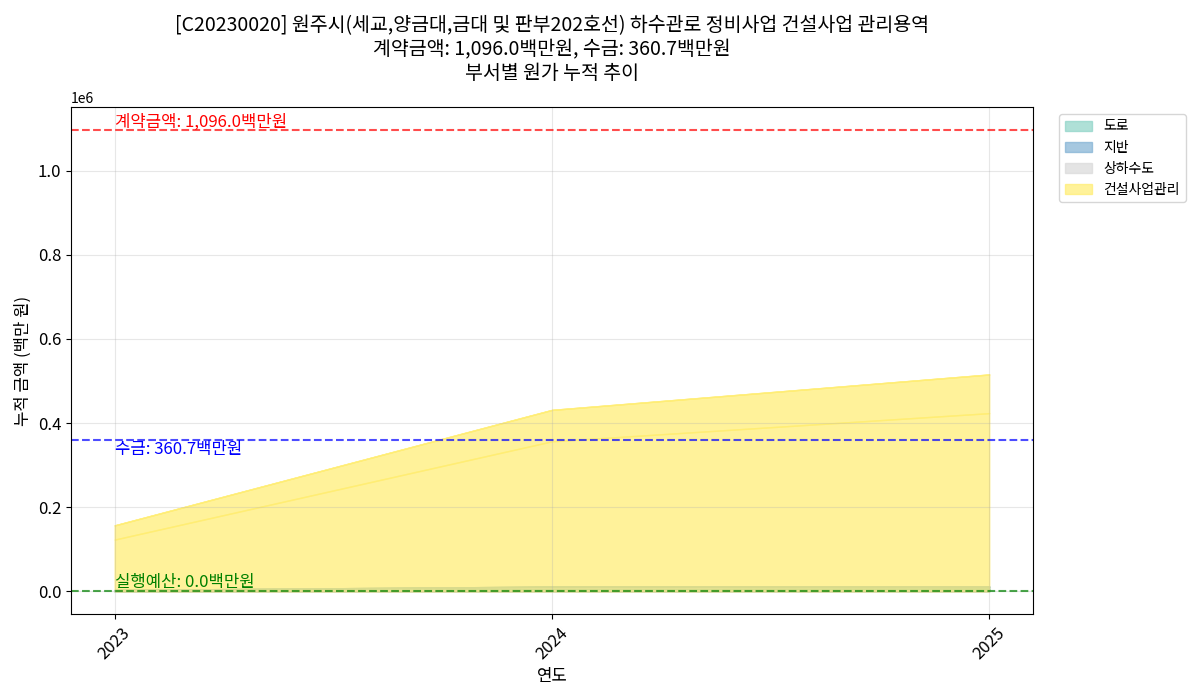 [C20230020] 원주시(세교,양금대,금대 및 판부202호선) 하수관로 정비사업 건설사업 관리용역
계약금액: 1,096.0백만원, 수금: 360.7백만원
부서별 원가 누적 추이
1e6
계약금액: 1,096.0백만원
도로
지반
상하수도
건설사업관리
1.0
0.8
0.6
0.4
0.2
0.0
누적 금액 (백만 원)
수금: 360.7백만원
실행예산: 0.0백만원
2023
2024
2025
연도